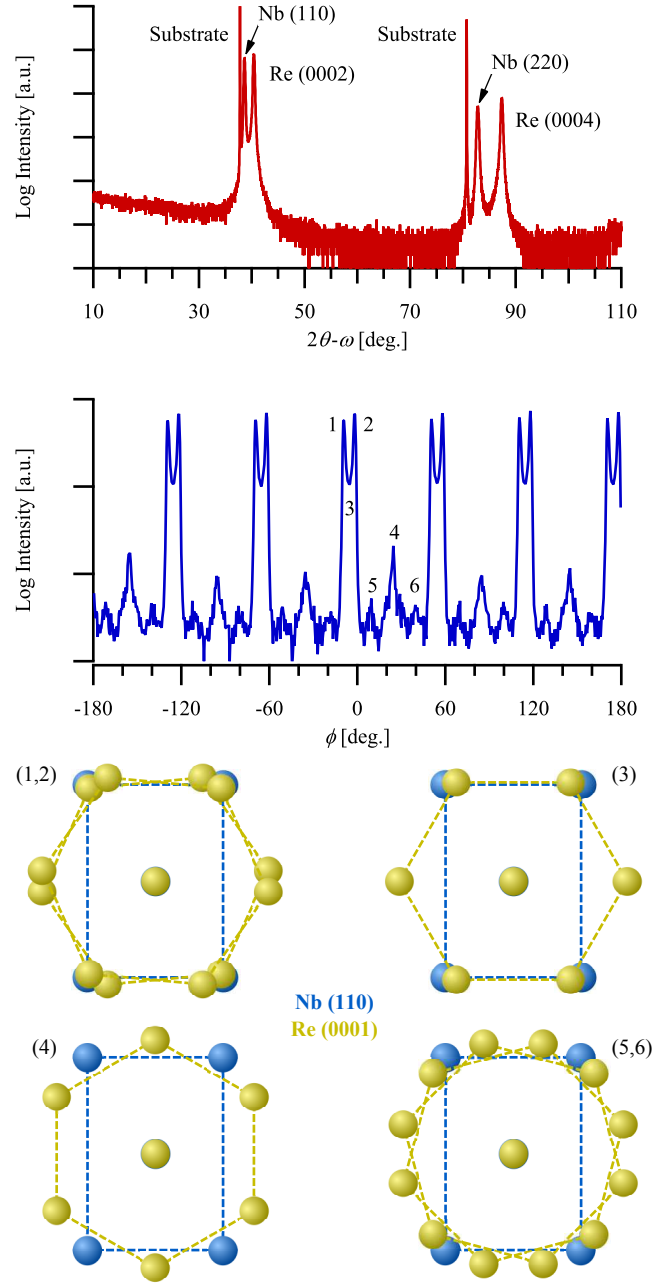 Nb (110)
Substrate
Substrate
Nb (220)
Re (0002)
Re (0004)
Log Intensity [a.u.]
10
30
50
70
90
110
2θ-ω [deg.]
1
2
3
4
5
6
Log Intensity [a.u.]
-180
-120
-60
0
60
120
180
ϕ [deg.]
(1,2)
(3)
Nb (110)
Re (0001)
(4)
(5,6)